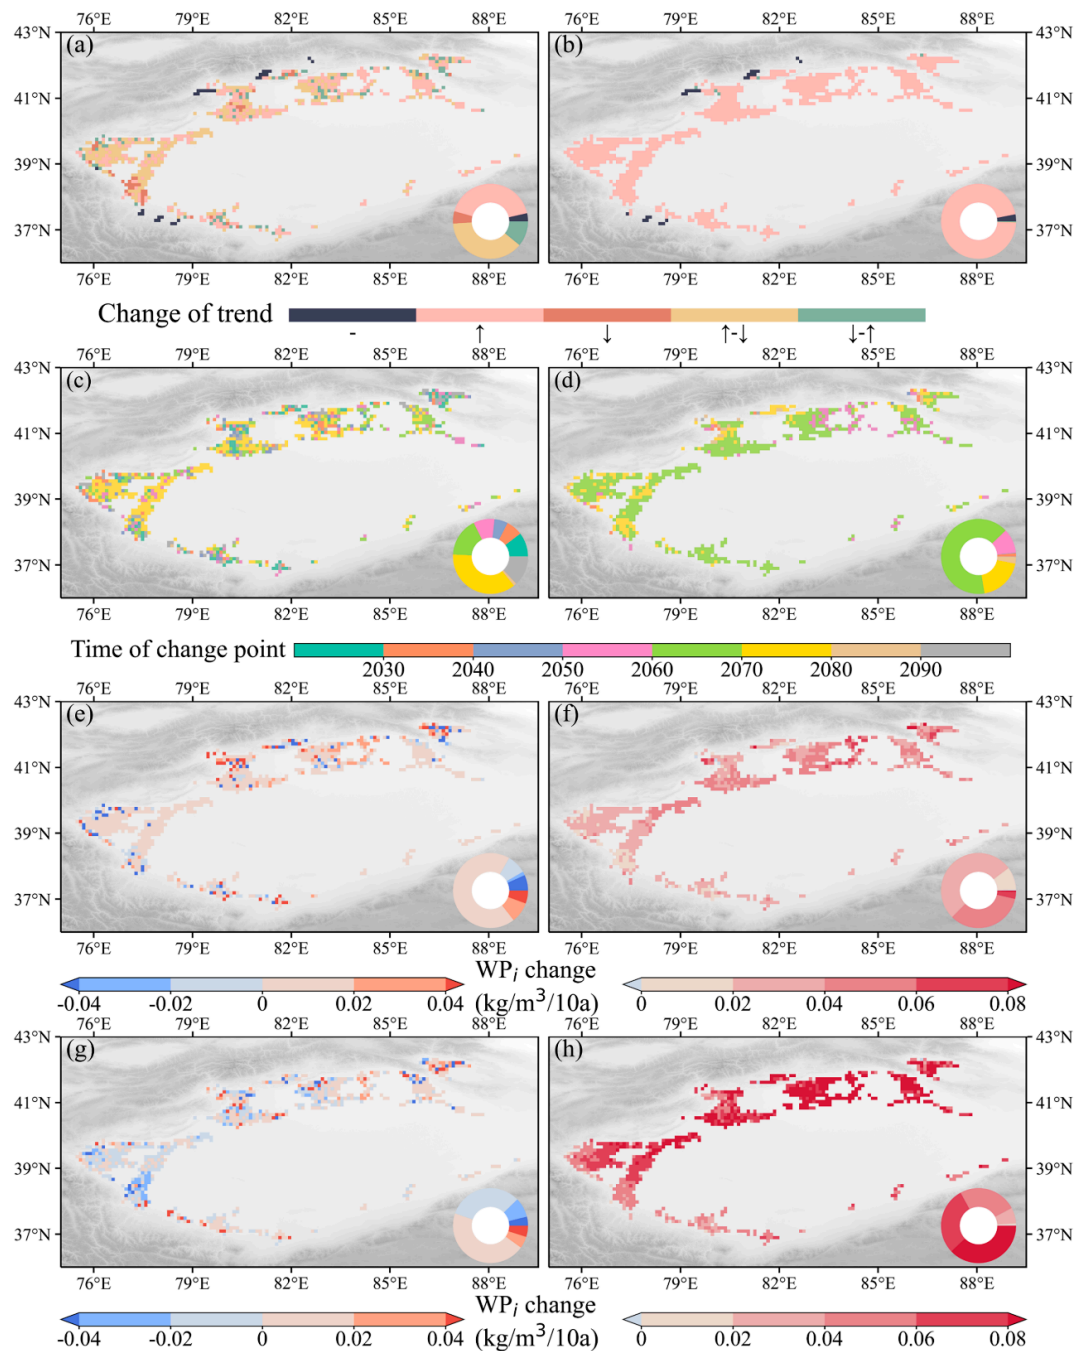 76°E 79°E 82°E 85°E 88°E 76°E 79°E 82°E 85°E 88°E
43°N (a) (b) 43°N
41°N 41°N
39°N 39°N
37°N 37°N
76°E 79°E 82°E 85°E 88°E 76°E 79°E 82°E 85°E 88°E
Change of trend
- ↑ ↓ ↑-↓ ↓-↑
76°E 79°E 82°E 85°E 88°E 76°E 79°E 82°E 85°E 88°E
43°N (c) (d) 43°N
41°N 41°N
39°N 39°N
37°N 37°N
76°E 79°E 82°E 85°E 88°E 76°E 79°E 82°E 85°E 88°E
Time of change point
2030 2040 2050 2060 2070 2080 2090
76°E 79°E 82°E 85°E 88°E 76°E 79°E 82°E 85°E 88°E
43°N (e) (f) 43°N
41°N 41°N
39°N 39°N
37°N 37°N
76°E 79°E 82°E 85°E 88°E 76°E 79°E 82°E 85°E 88°E
WPi change
(kg/m³/10a)
-0.04 -0.02 0 0.02 0.04 0 0.02 0.04 0.06 0.08
76°E 79°E 82°E 85°E 88°E 76°E 79°E 82°E 85°E 88°E
43°N (g) (h) 43°N
41°N 41°N
39°N 39°N
37°N 37°N
76°E 79°E 82°E 85°E 88°E 76°E 79°E 82°E 85°E 88°E
WPi change
(kg/m³/10a)
-0.04 -0.02 0 0.02 0.04 0 0.02 0.04 0.06 0.08